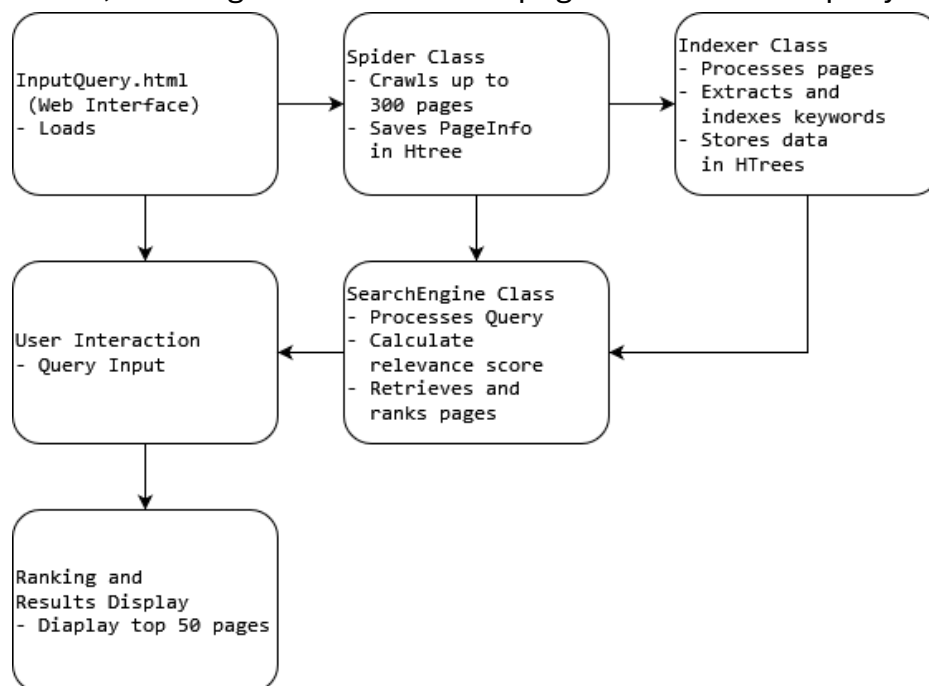 InputQuery.html
(Web Interface)
- Loads
Spider Class
- Crawls up to
300 pages
- Saves PageInfo
in Htree
Indexer Class
- Processes pages
- Extracts and
indexes keywords
- Stores data
in HTrees
User Interaction
- Query Input
SearchEngine Class
- Processes Query
- Calculate
relevance score
- Retrieves and
ranks pages
Ranking and
Results Display
- Diaplay top 50 pages